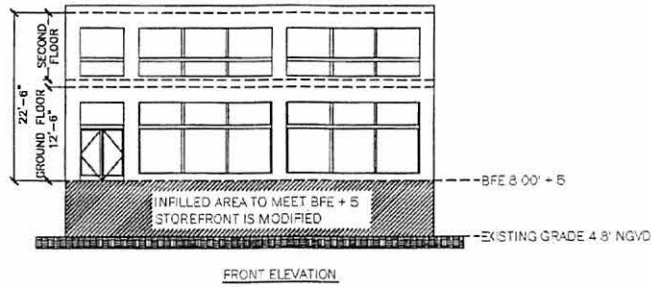 SECOND
FLOOR
22'-6"
GROUND FLOOR
12'-6"
BFE 8.00' + 5
INFILLED AREA TO MEET BFE + 5
STOREFRONT IS MODIFIED
EXISTING GRADE 4.8' NGVD
FRONT ELEVATION